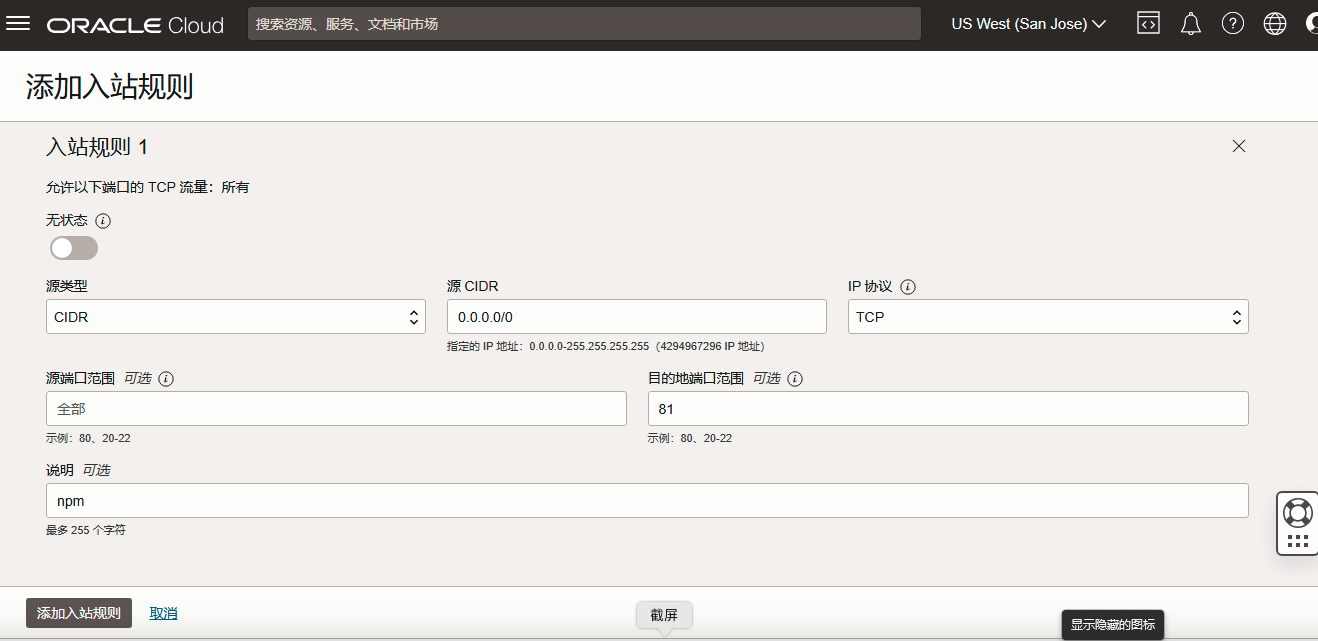 ORACLE Cloud 搜索资源、服务、文档和市场 US West (San Jose)
添加入站规则
入站规则 1
允许以下端口的 TCP 流量：所有
无状态
源类型 源 CIDR IP 协议
CIDR 0.0.0.0/0 TCP
指定的 IP 地址：0.0.0.0-255.255.255.255（4294967296 IP 地址）
源端口范围 可选 目的地端口范围 可选
全部 81
示例：80、20-22 示例：80、20-22
说明 可选
npm
最多 255 个字符
添加入站规则 取消 截屏 显示隐藏的图标